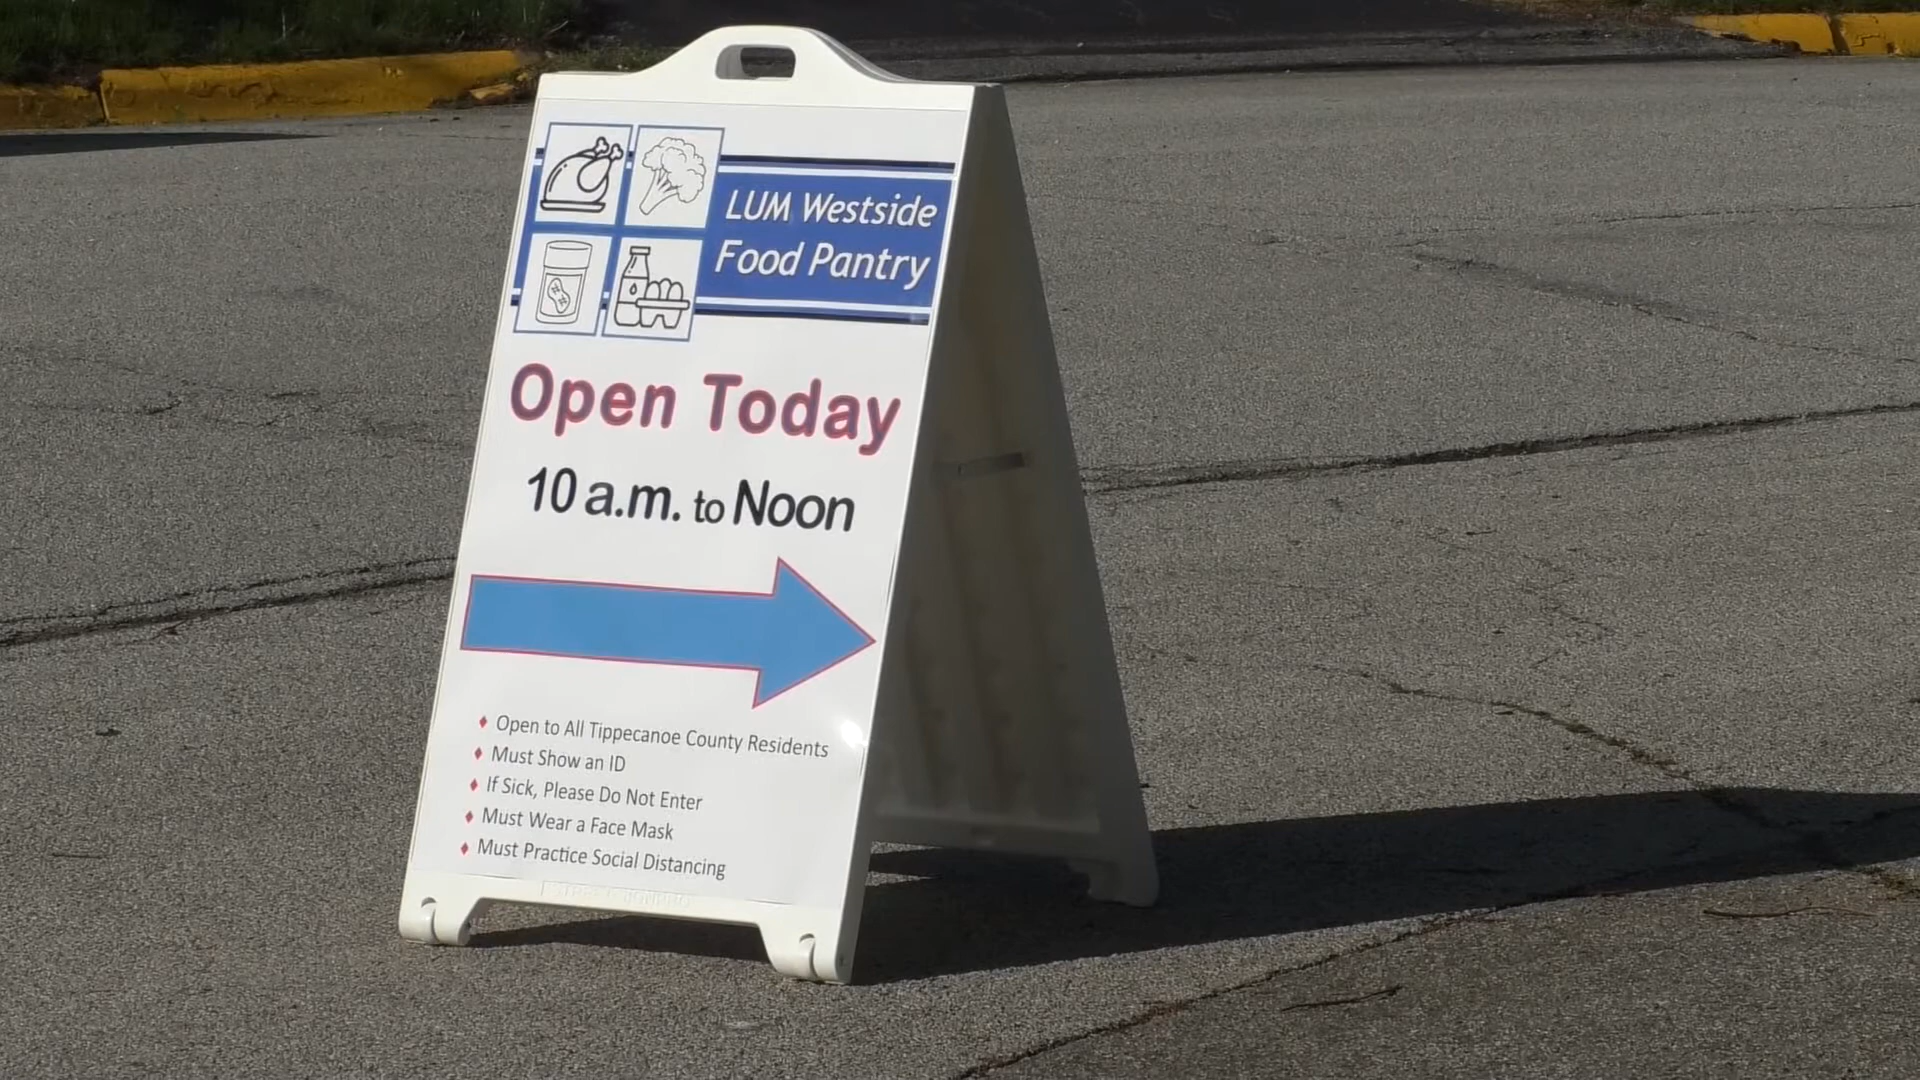 LUM Westside
Food Pantry
Open Today
10 a.m. to Noon
Open to All Tippecanoe County Residents
Must Show an ID
If Sick, Please Do Not Enter
Must Wear a Face Mask
Must Practice Social Distancing